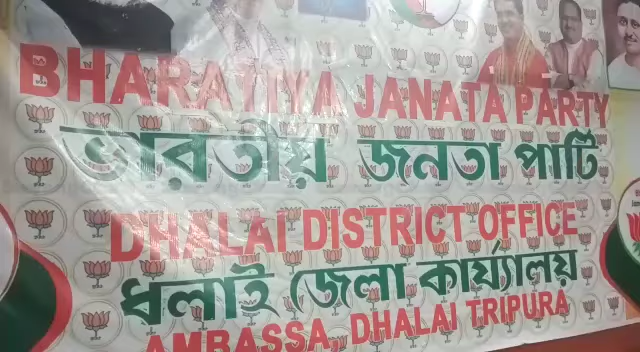 BHARATIYA JANATA PARTY
ভারতীয় জনতা পার্টি
DHALAI DISTRICT OFFICE
ধলাই জেলা কার্য্যালয়
AMBASSA, DHALAI TRIPURA